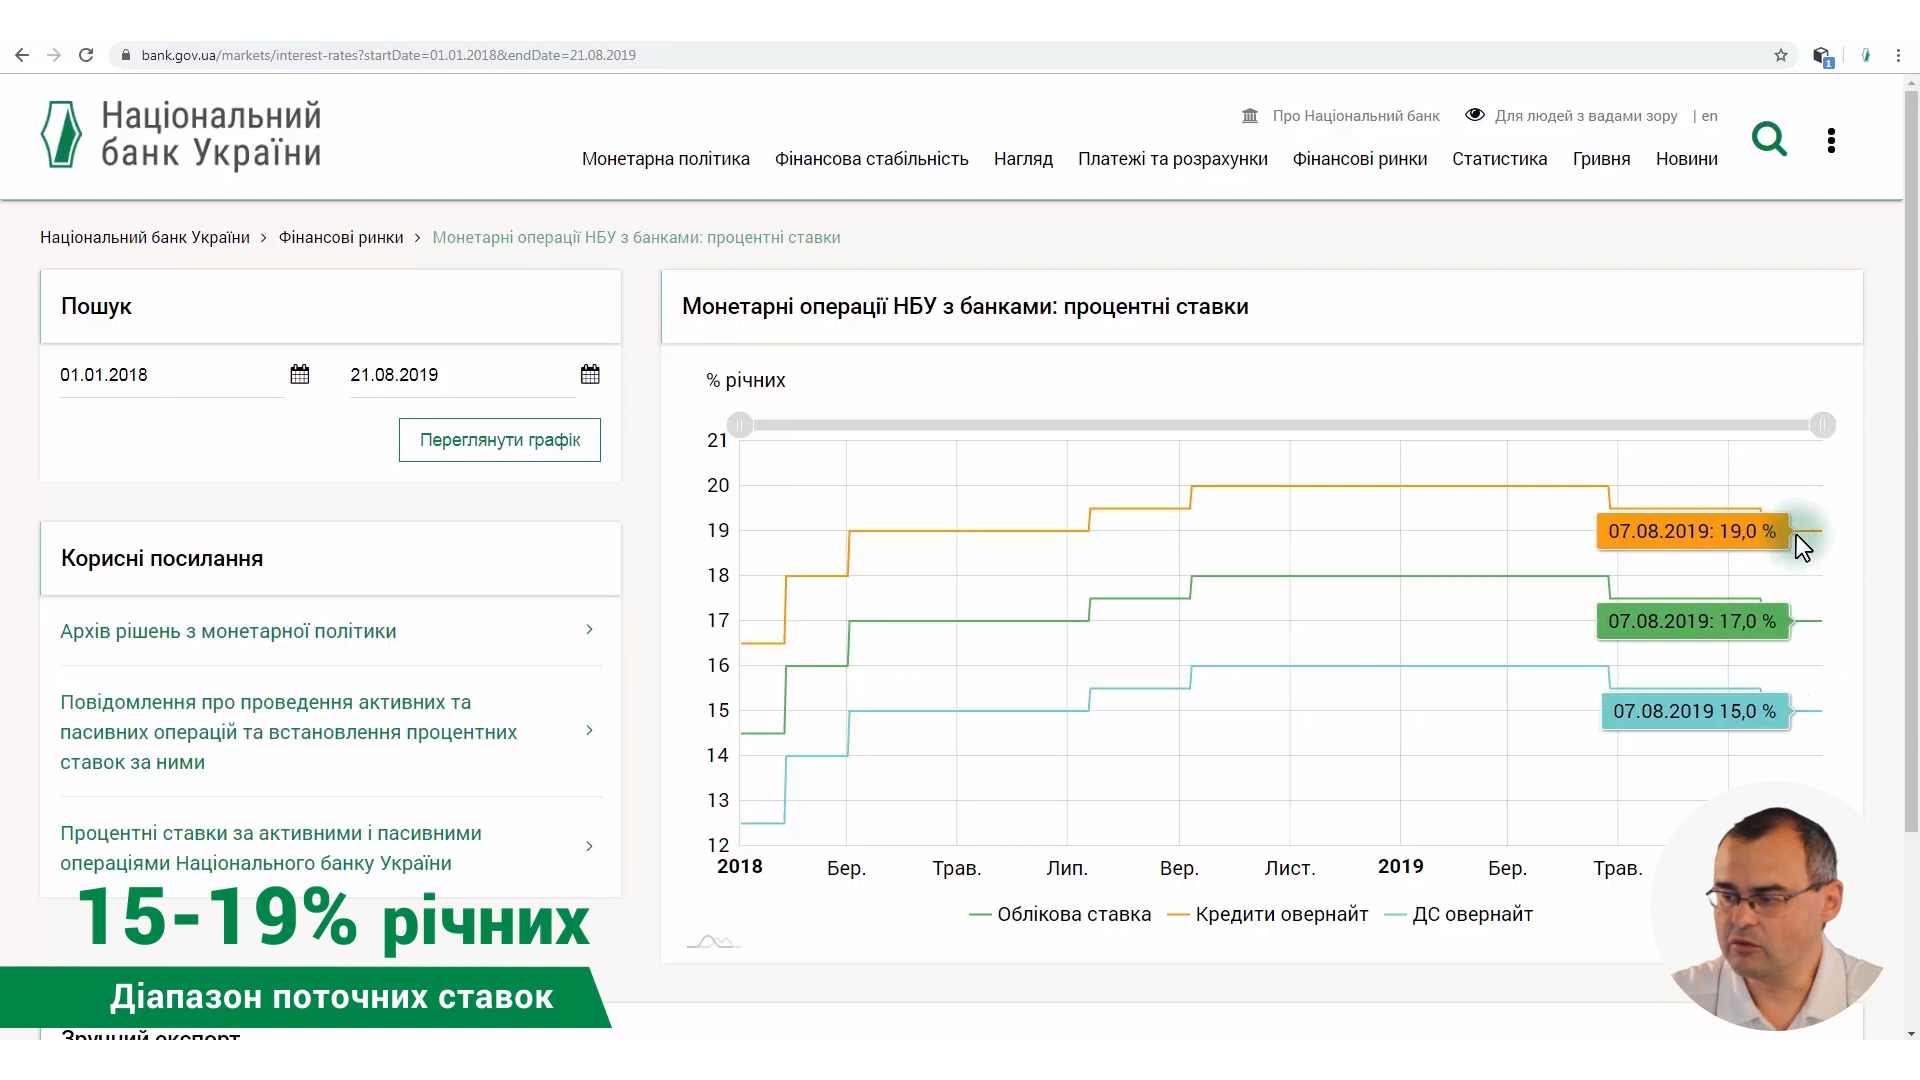 bank.gov.ua/markets/interest-rates?startDate=01.01.2018&endDate=21.08.2019
1
Національний
банк України
Про Національний банк
Для людей з вадами зору
| en
Монетарна політика
Фінансова стабільність
Нагляд
Платежі та розрахунки
Фінансові ринки
Статистика
Гривня
Новини
Національний банк України > Фінансові ринки > Монетарні операції НБУ з банками: процентні ставки
Пошук
01.01.2018
21.08.2019
Переглянути графік
Корисні посилання
Архів рішень з монетарної політики
Повідомлення про проведення активних та
пасивних операцій та встановлення процентних
ставок за ними
Процентні ставки за активними і пасивними
операціями Національного банку України
15-19% річних
Діапазон поточних ставок
Зручний експорт
Монетарні операції НБУ з банками: процентні ставки
% річних
21
20
19
18
17
16
15
14
13
12
07.08.2019: 19,0 %
07.08.2019: 17,0 %
07.08.2019 15,0 %
2018
Бер.
Трав.
Лип.
Вер.
Лист.
2019
Бер.
Трав.
Облікова ставка
Кредити овернайт
ДС овернайт